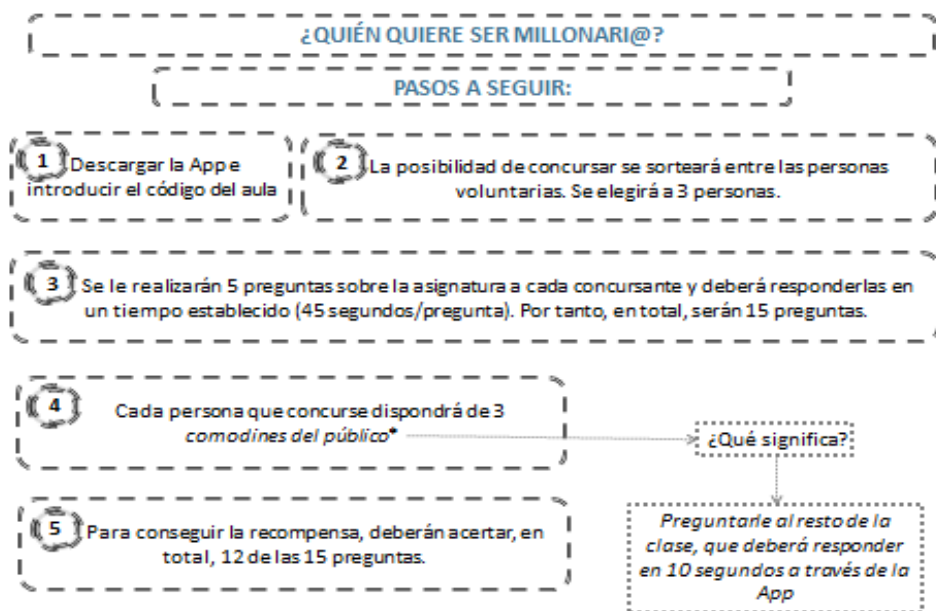 ¿QUIÉN QUIERE SER MILLONARI@?
PASOS A SEGUIR:
1 Descargar la App e
introducir el código del aula
2 La posibilidad de concursar se sorteará entre las personas
voluntarias. Se elegirá a 3 personas.
3 Se le realizarán 5 preguntas sobre la asignatura a cada concursante y deberá responderlas en
un tiempo establecido (45 segundos/pregunta). Por tanto, en total, serán 15 preguntas.
4 Cada persona que concurse dispondrá de 3
comodines del público*
¿Qué significa?
Preguntarle al resto de la
clase, que deberá responder
en 10 segundos a través de la
App
5 Para conseguir la recompensa, deberán acertar, en
total, 12 de las 15 preguntas.